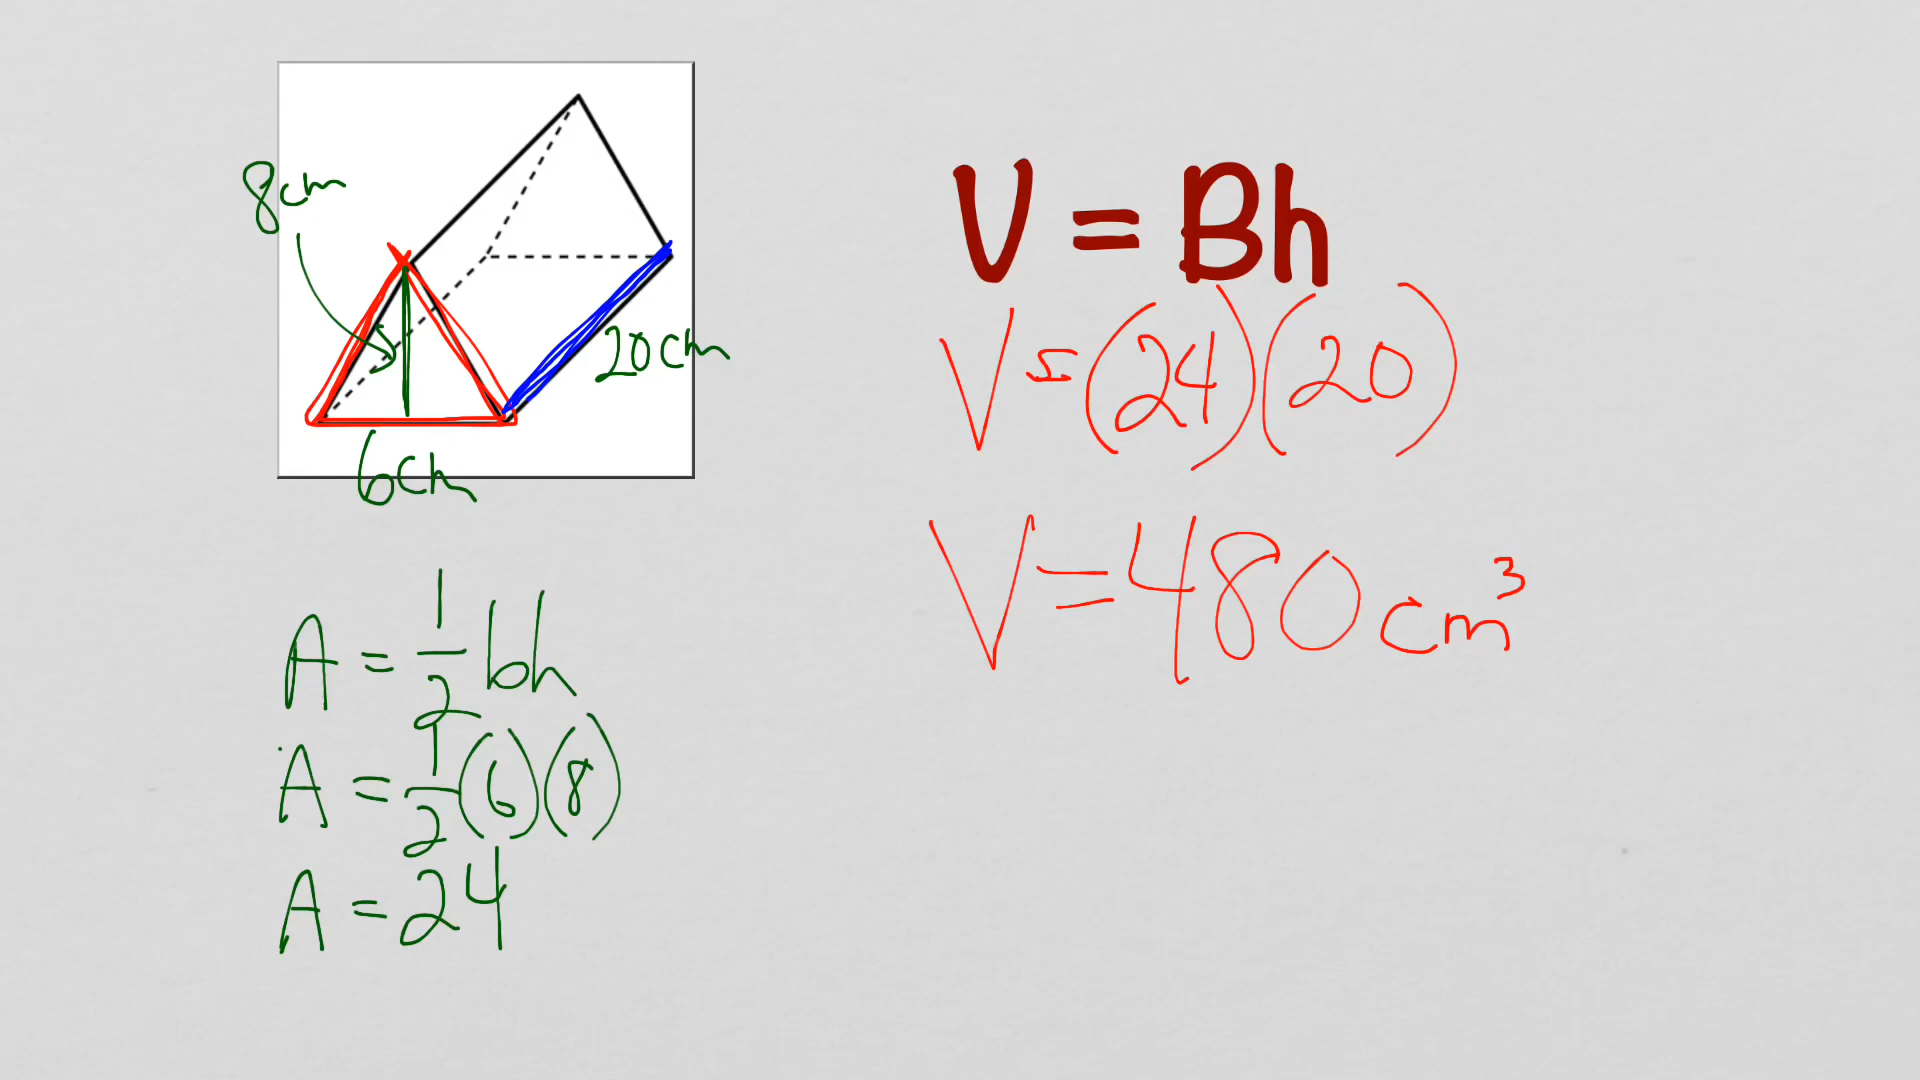 8cm
20cm
6cm
A = 1/2 bh
A = 1/2 (6)(8)
A = 24
V = Bh
V = (24)(20)
V = 480 cm³